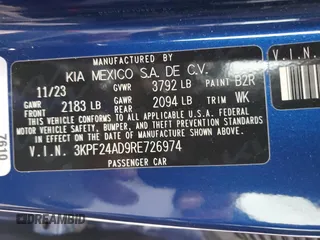 MANUFACTURED BY
KIA MEXICO S.A. DE C.V.
11/23 GVWR 3792 LB PAINT B2R
GAWR 2183 LB GAWR 2094 LB TRIM WK
THIS VEHICLE CONFORMS TO ALL APPLICABLE U.S. FEDERAL
MOTOR VEHICLE SAFETY, BUMPER, AND THEFT PREVENTION STANDARDS
IN EFFECT ON THE DATE OF MANUFACTURE SHOWN ABOVE.
V.I.N. 3KPF24AD9RE726974
PASSENGER CAR
V.I.N.
7610
DREAMBID